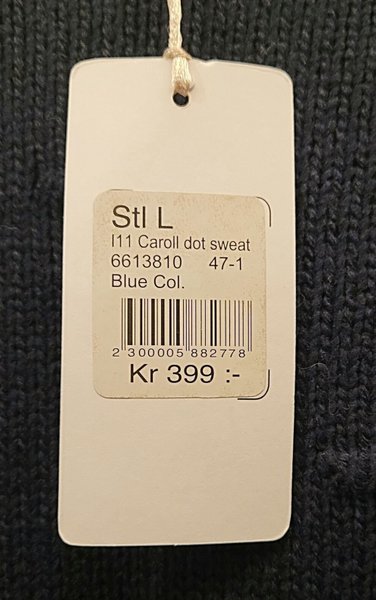 Stl L
I11 Caroll dot sweat
6613810 47-1
Blue Col.
2 300005 882778
Kr 399 :-